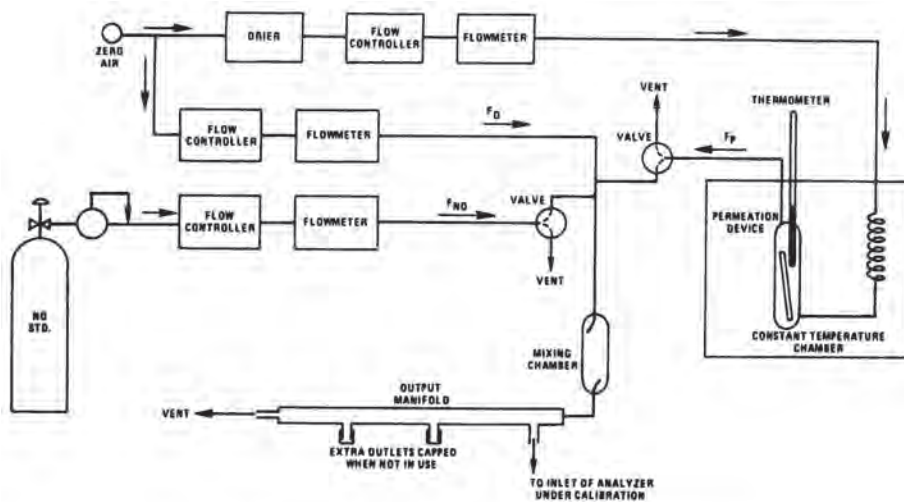 ZERO
AIR
DRIER
FLOW
CONTROLLER
FLOWMETER
VENT
THERMOMETER
FLOW
CONTROLLER
FLOWMETER
FD
VALVE
FP
FLOW
CONTROLLER
FLOWMETER
FNO
VALVE
VENT
PERMEATION
DEVICE
NO
STD.
CONSTANT TEMPERATURE
CHAMBER
MIXING
CHAMBER
OUTPUT
MANIFOLD
VENT
EXTRA OUTLETS CAPPED
WHEN NOT IN USE
TO INLET OF ANALYZER
UNDER CALIBRATION